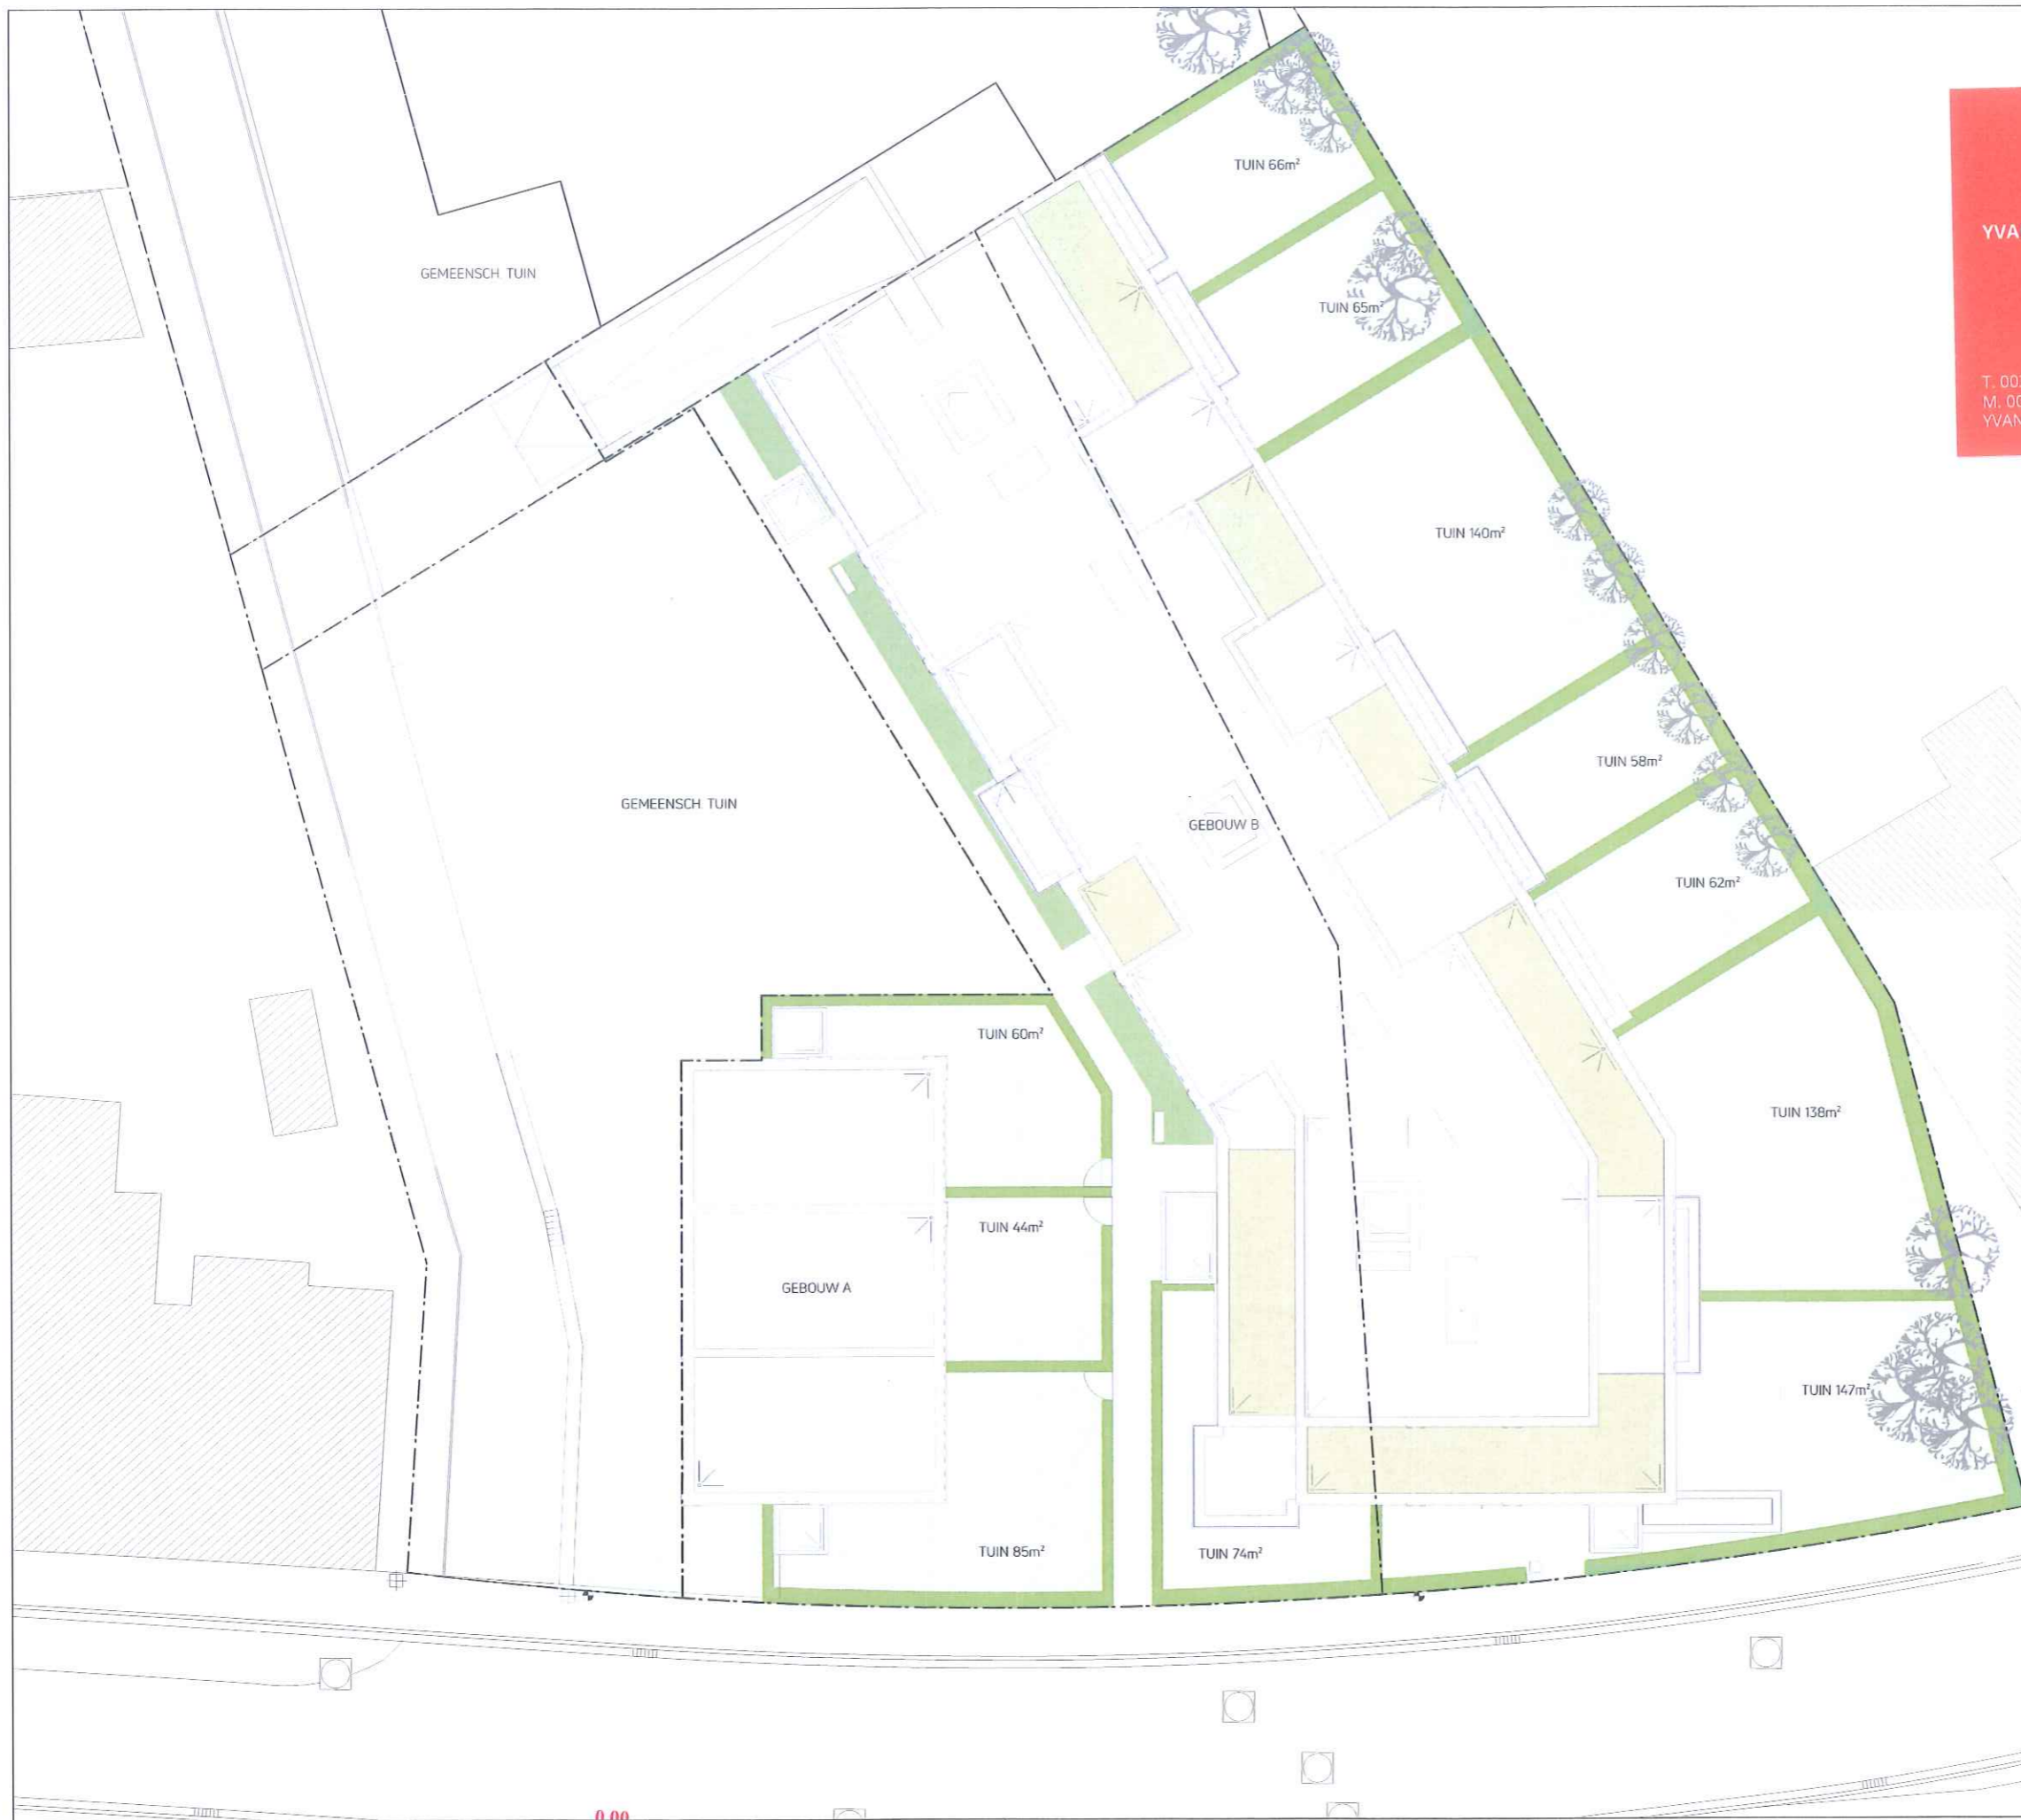 TUIN 66m²
YVA
GEMEENSCH. TUIN
TUIN 65m²
T. 00
M. 00
YVAN
TUIN 140m²
TUIN 58m²
GEMEENSCH. TUIN
GEBOUW B
TUIN 62m²
TUIN 60m²
TUIN 138m²
TUIN 44m²
GEBOUW A
TUIN 147m²
TUIN 85m²
TUIN 74m²
0.00